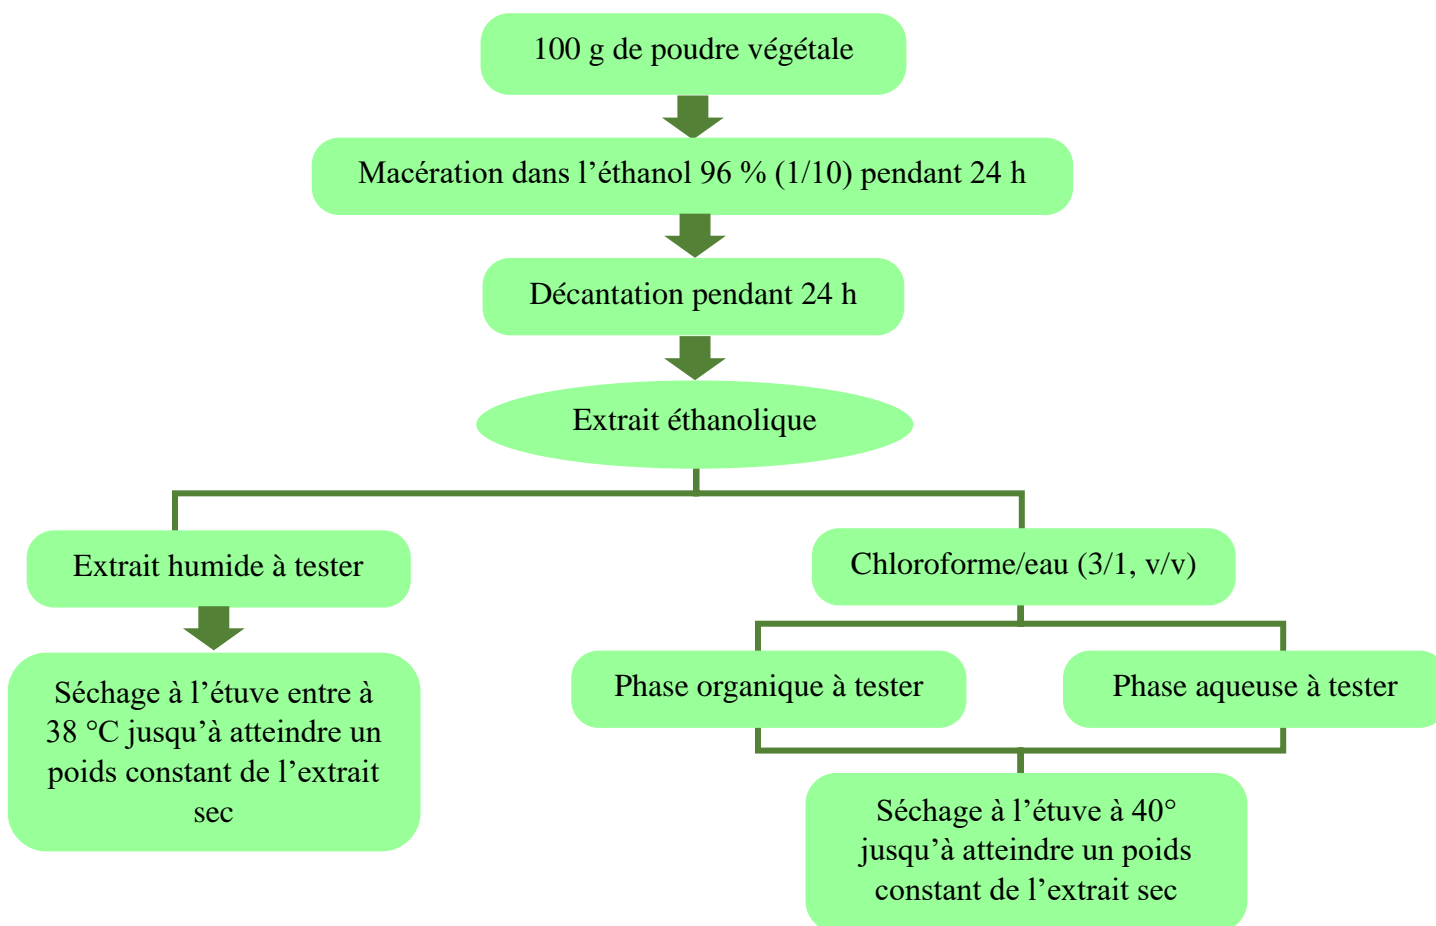 100 g de poudre végétale
Macération dans l’éthanol 96 % (1/10) pendant 24 h
Décantation pendant 24 h
Extrait éthanolique
Extrait humide à tester
Chloroforme/eau (3/1, v/v)
Séchage à l’étuve entre à
38 °C jusqu’à atteindre un
poids constant de l’extrait
sec
Phase organique à tester
Phase aqueuse à tester
Séchage à l’étuve à 40°
jusqu’à atteindre un poids
constant de l’extrait sec